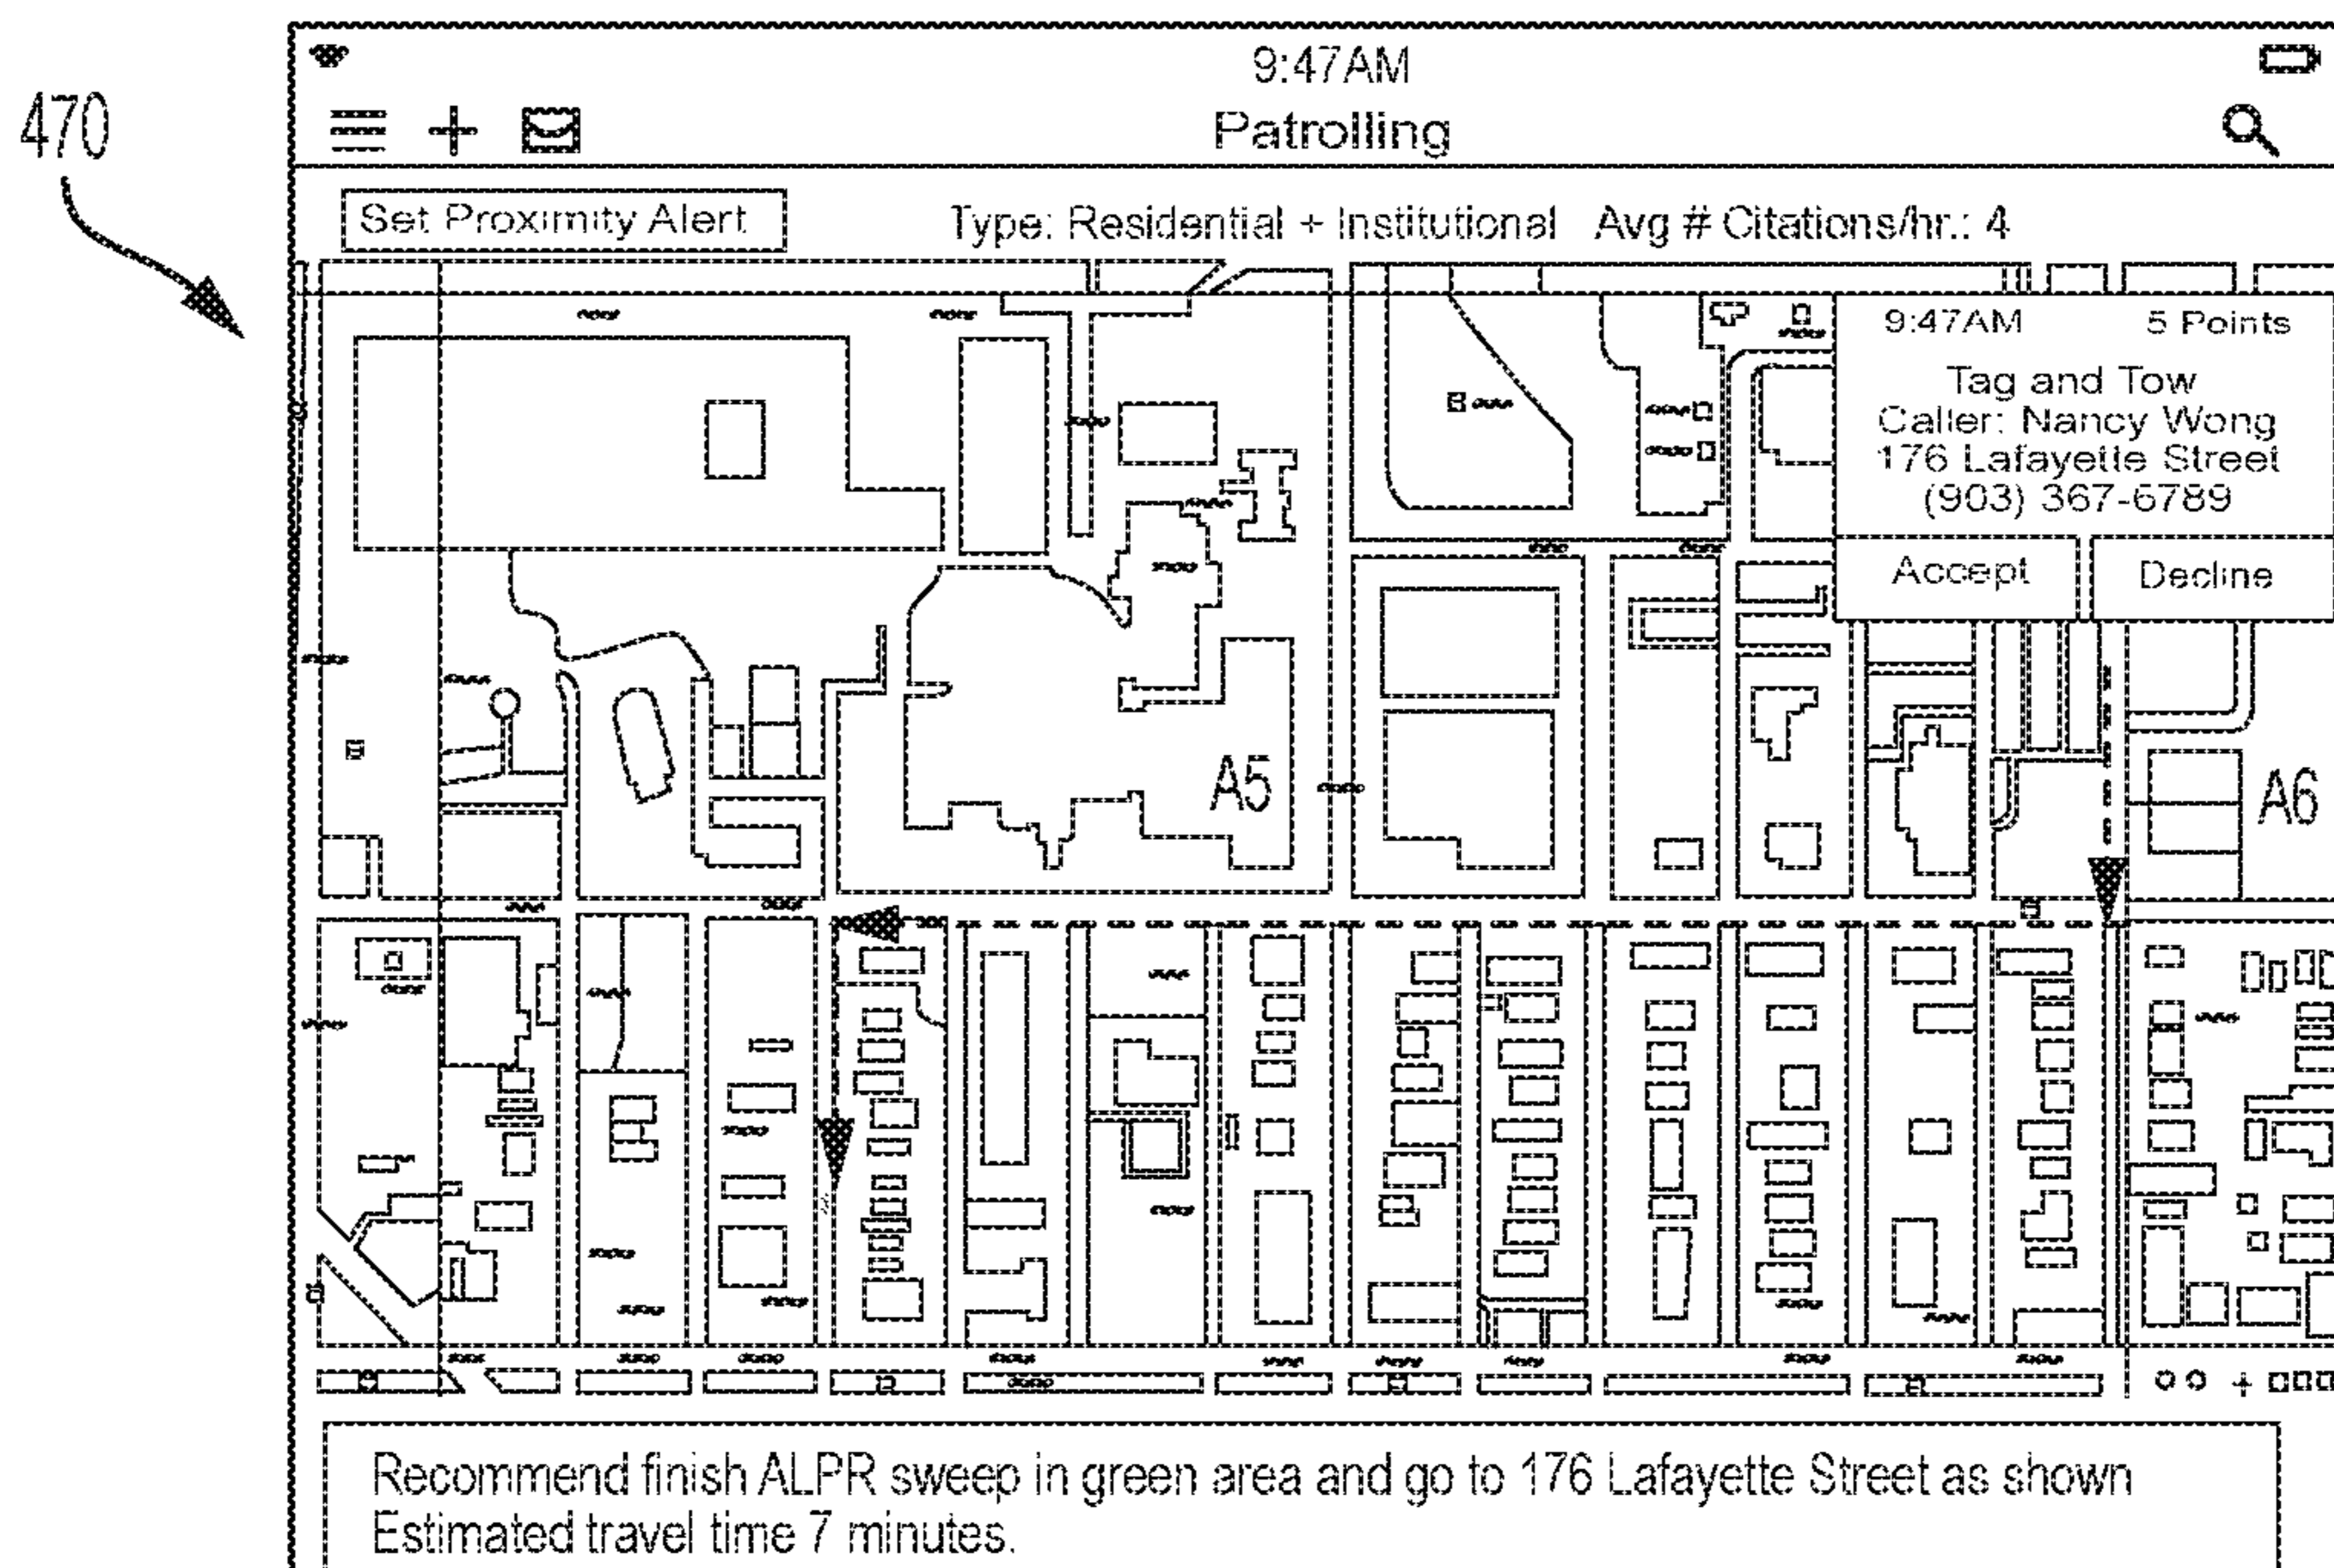 470
9:47AM
Patrolling
Set Proximity Alert
Type: Residential + Institutional Avg # Citations/hr.: 4
9:47AM 5 Points
Tag and Tow
Caller: Nancy Wong
176 Lafayette Street
(903) 367-6789
Accept Decline
A5
A6
Recommend finish ALPR sweep in green area and go to 176 Lafayette Street as shown
Estimated travel time 7 minutes.